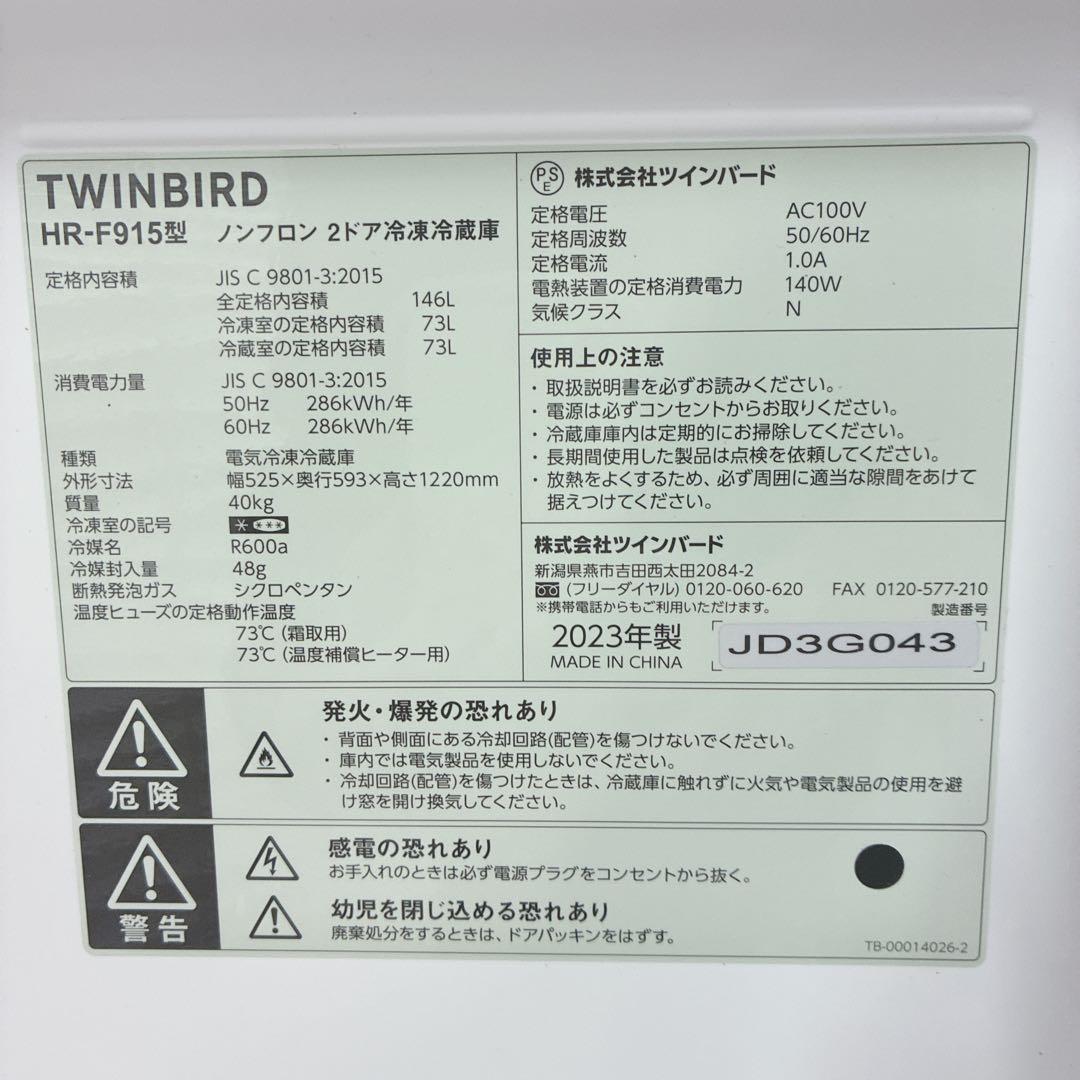 TWINBIRD
HR-F915型 ノンフロン 2ドア冷凍冷蔵庫
定格内容積 JIS C 9801-3:2015
全定格内容積 146L
冷凍室の定格内容積 73L
冷蔵室の定格内容積 73L
消費電力量 JIS C 9801-3:2015
50Hz 286kWh/年
60Hz 286kWh/年
種類 電気冷凍冷蔵庫
外形寸法 幅525×奥行593×高さ1220mm
質量 40kg
冷凍室の記号
冷媒名 R600a
冷媒封入量 48g
断熱発泡ガス シクロペンタン
温度ヒューズの定格動作温度
73℃（霜取用）
73℃（温度補償ヒーター用）
PSE 株式会社ツインバード
定格電圧 AC100V
定格周波数 50/60Hz
定格電流 1.0A
電熱装置の定格消費電力 140W
気候クラス N
使用上の注意
・取扱説明書を必ずお読みください。
・電源は必ずコンセントからお取りください。
・冷蔵庫庫内は定期的にお掃除してください。
・長期間使用した製品は点検を依頼してください。
・放熱をよくするため、必ず周囲に適当な隙間をあけて
据えつけてください。
株式会社ツインバード
新潟県燕市吉田西太田2084-2
(フリーダイヤル) 0120-060-620 FAX 0120-577-210
※携帯電話からもご利用いただけます。 製造番号
2023年製 JD3G043
MADE IN CHINA
危険
発火・爆発の恐れあり
・背面や側面にある冷却回路(配管)を傷つけないでください。
・庫内では電気製品を使用しないでください。
・冷却回路(配管)を傷つけたときは、冷蔵庫に触れずに火気や電気製品の使用を避
け窓を開け換気してください。
警告
感電の恐れあり
お手入れのときは必ず電源プラグをコンセントから抜く。
幼児を閉じ込める恐れあり
廃棄処分をするときは、ドアパッキンをはずす。
TB-00014026-2